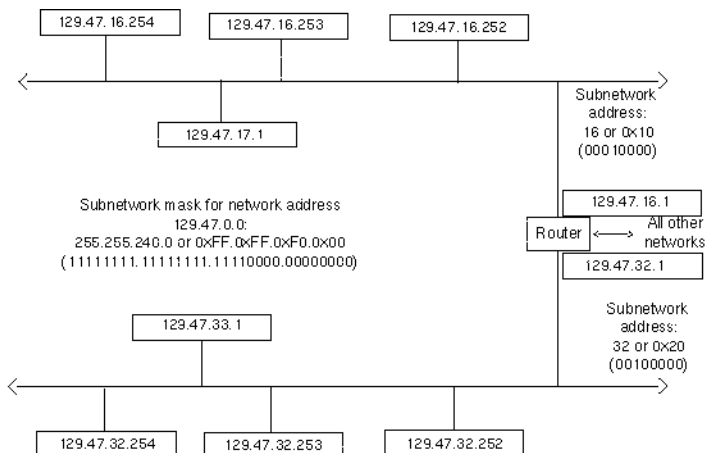 129.47.16.254
129.47.16.253
129.47.16.252
129.47.17.1
Subnetwork
address:
16 or 0x10
(00010000)
Subnetwork mask for network address
129.47.0.0:
255.255.240.0 or 0xFF.0xFF.0xF0.0x00
(11111111.11111111.11110000.00000000)
129.47.16.1
Router
All other
networks
129.47.32.1
129.47.33.1
Subnetwork
address:
32 or 0x20
(00100000)
129.47.32.254
129.47.32.253
129.47.32.252